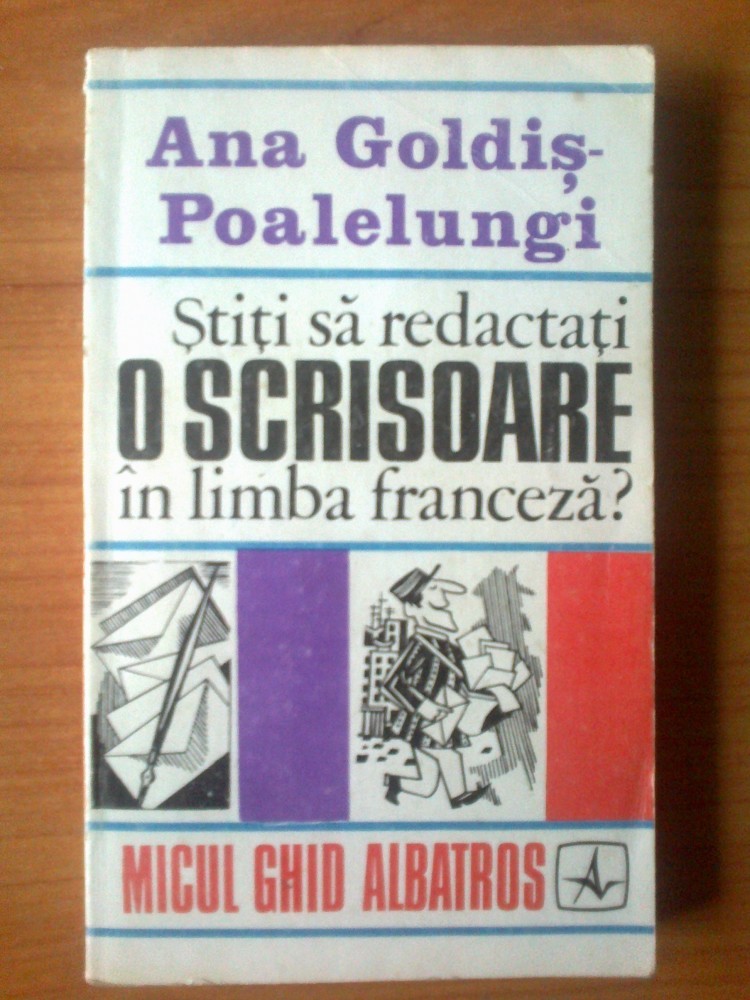 Ana Goldiș-
Poalelungi
Știți să redactați
O SCRISOARE
în limba franceză?
MICUL GHID ALBATROS